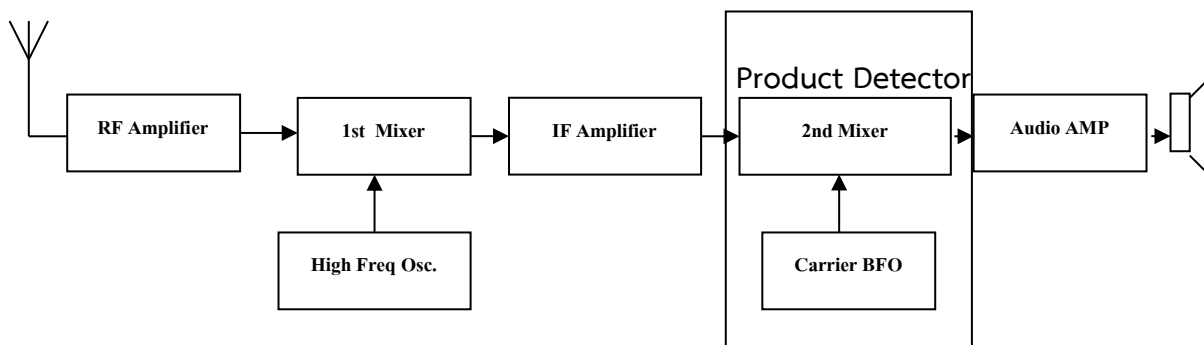 Product Detector
RF Amplifier
1st Mixer
IF Amplifier
2nd Mixer
Audio AMP
High Freq Osc.
Carrier BFO